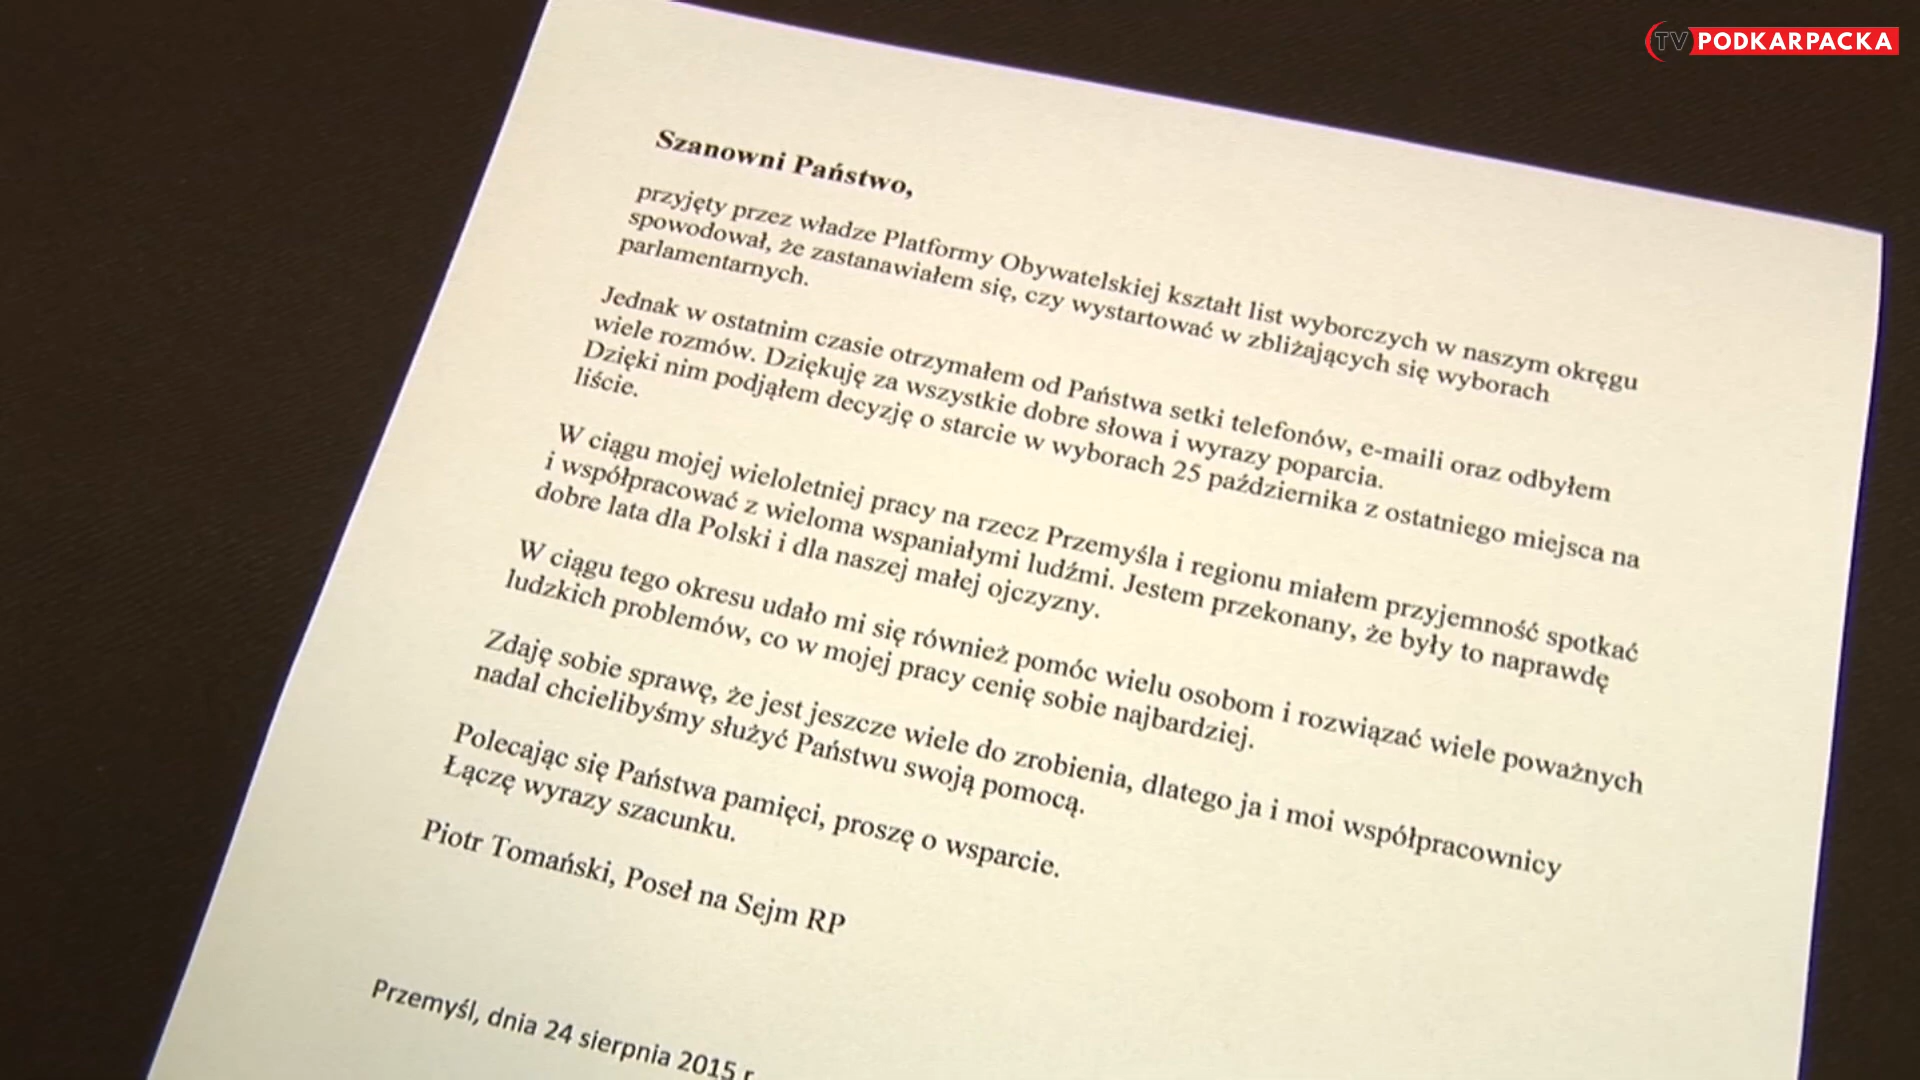 TV PODKARPACKA
Szanowni Państwo,
przyjęty przez władze Platformy Obywatelskiej kształt list wyborczych w naszym okręgu
spowodował, że zastanawiałem się, czy wystartować w zbliżających się wyborach
parlamentarnych.
Jednak w ostatnim czasie otrzymałem od Państwa setki telefonów, e-maili oraz odbyłem
wiele rozmów. Dziękuję za wszystkie dobre słowa i wyrazy poparcia.
Dzięki nim podjąłem decyzję o starcie w wyborach 25 października z ostatniego miejsca na
liście.
W ciągu mojej wieloletniej pracy na rzecz Przemyśla i regionu miałem przyjemność spotkać
i współpracować z wieloma wspaniałymi ludźmi. Jestem przekonany, że były to naprawdę
dobre lata dla Polski i dla naszej małej ojczyzny.
W ciągu tego okresu udało mi się również pomóc wielu osobom i rozwiązać wiele poważnych
ludzkich problemów, co w mojej pracy cenię sobie najbardziej.
Zdaję sobie sprawę, że jest jeszcze wiele do zrobienia, dlatego ja i moi współpracownicy
nadal chcielibyśmy służyć Państwu swoją pomocą.
Polecając się Państwa pamięci, proszę o wsparcie.
Łączę wyrazy szacunku.
Piotr Tomański, Poseł na Sejm RP
Przemyśl, dnia 24 sierpnia 2015 r